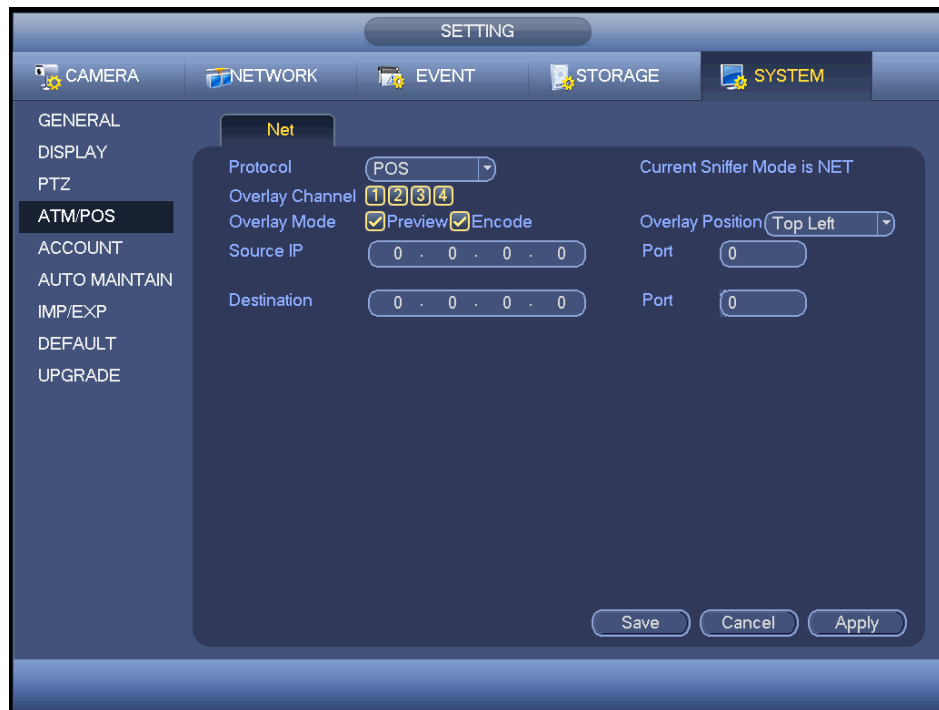 SETTING
CAMERA NETWORK EVENT STORAGE SYSTEM
GENERAL
DISPLAY
PTZ
ATM/POS
ACCOUNT
AUTO MAINTAIN
IMP/EXP
DEFAULT
UPGRADE
Net
Protocol POS Current Sniffer Mode is NET
Overlay Channel 1 2 3 4
Overlay Mode Preview Encode Overlay Position Top Left
Source IP 0 . 0 . 0 . 0 Port 0
Destination 0 . 0 . 0 . 0 Port 0
Save Cancel Apply